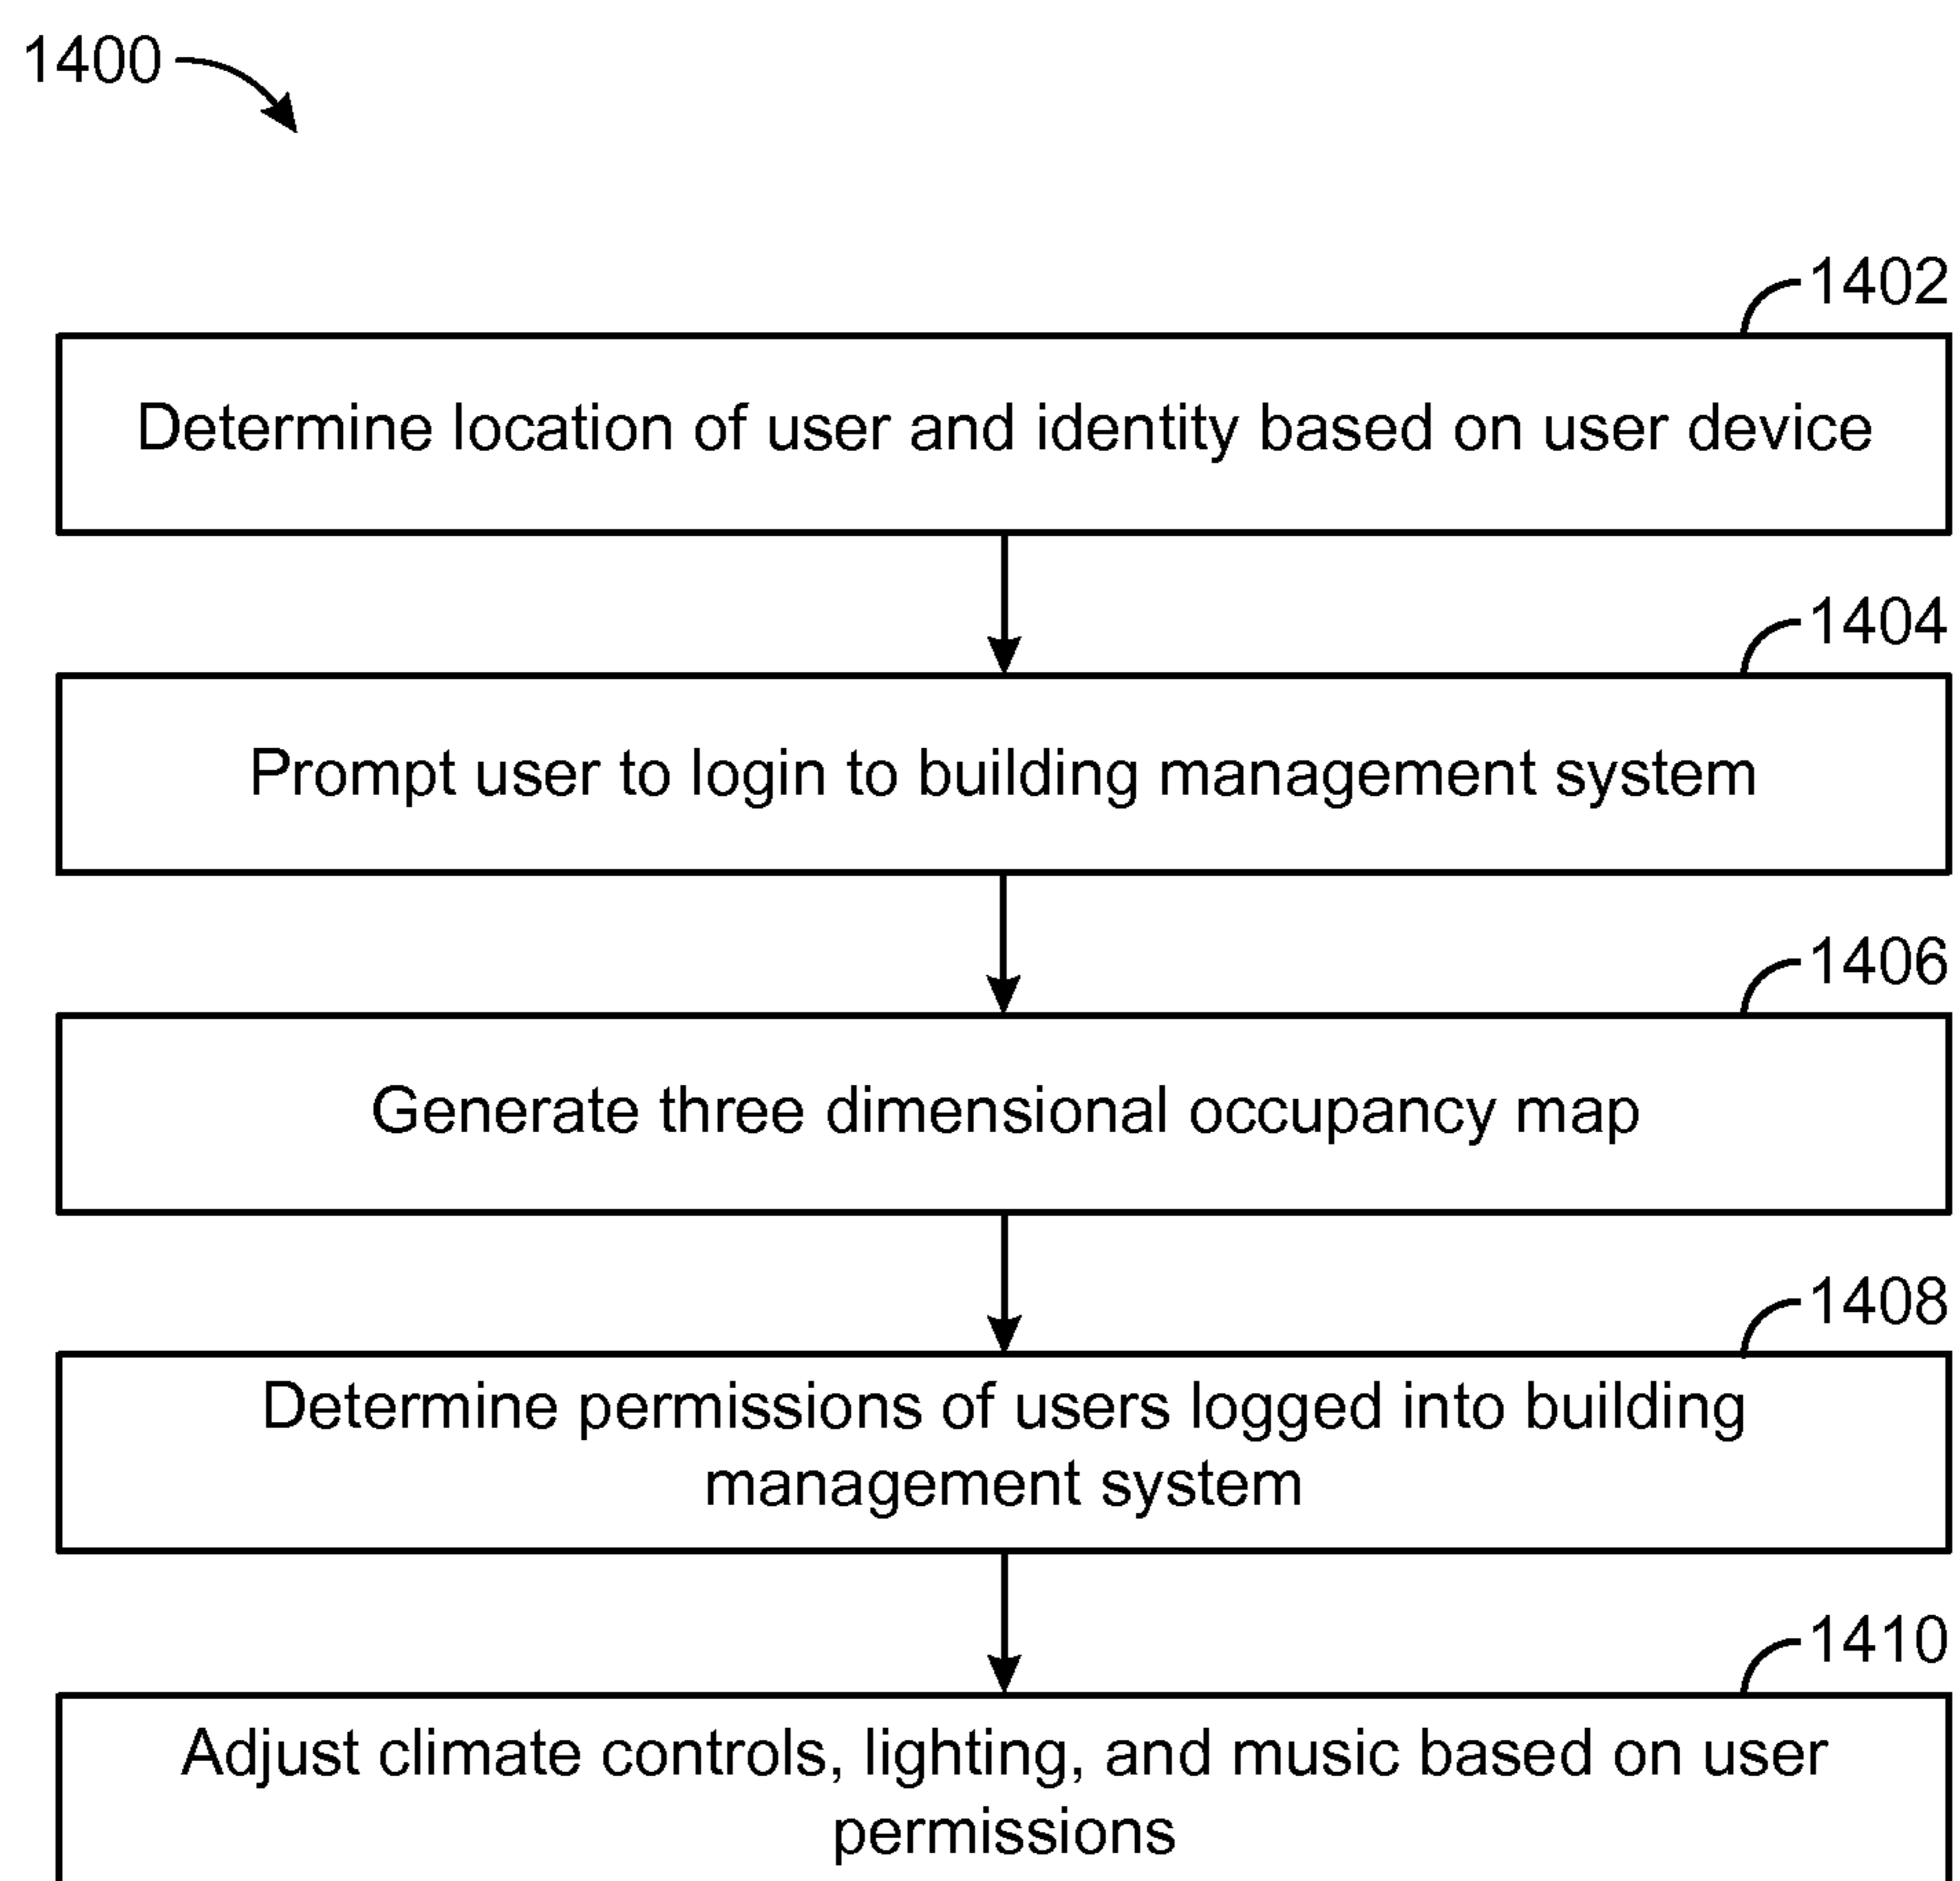 1400
1402
Determine location of user and identity based on user device
1404
Prompt user to login to building management system
1406
Generate three dimensional occupancy map
1408
Determine permissions of users logged into building
management system
1410
Adjust climate controls, lighting, and music based on user
permissions